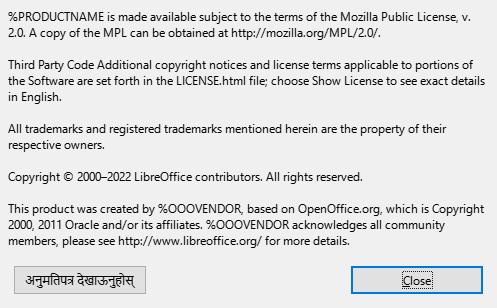 %PRODUCTNAME is made available subject to the terms of the Mozilla Public License, v.
2.0. A copy of the MPL can be obtained at http://mozilla.org/MPL/2.0/.
Third Party Code Additional copyright notices and license terms applicable to portions of
the Software are set forth in the LICENSE.html file; choose Show License to see exact details
in English.
All trademarks and registered trademarks mentioned herein are the property of their
respective owners.
Copyright © 2000–2022 LibreOffice contributors. All rights reserved.
This product was created by %OOOVENDOR, based on OpenOffice.org, which is Copyright
2000, 2011 Oracle and/or its affiliates. %OOOVENDOR acknowledges all community
members, please see http://www.libreoffice.org/ for more details.
अनुमतिपत्र देखाऊनुहोस्
Close